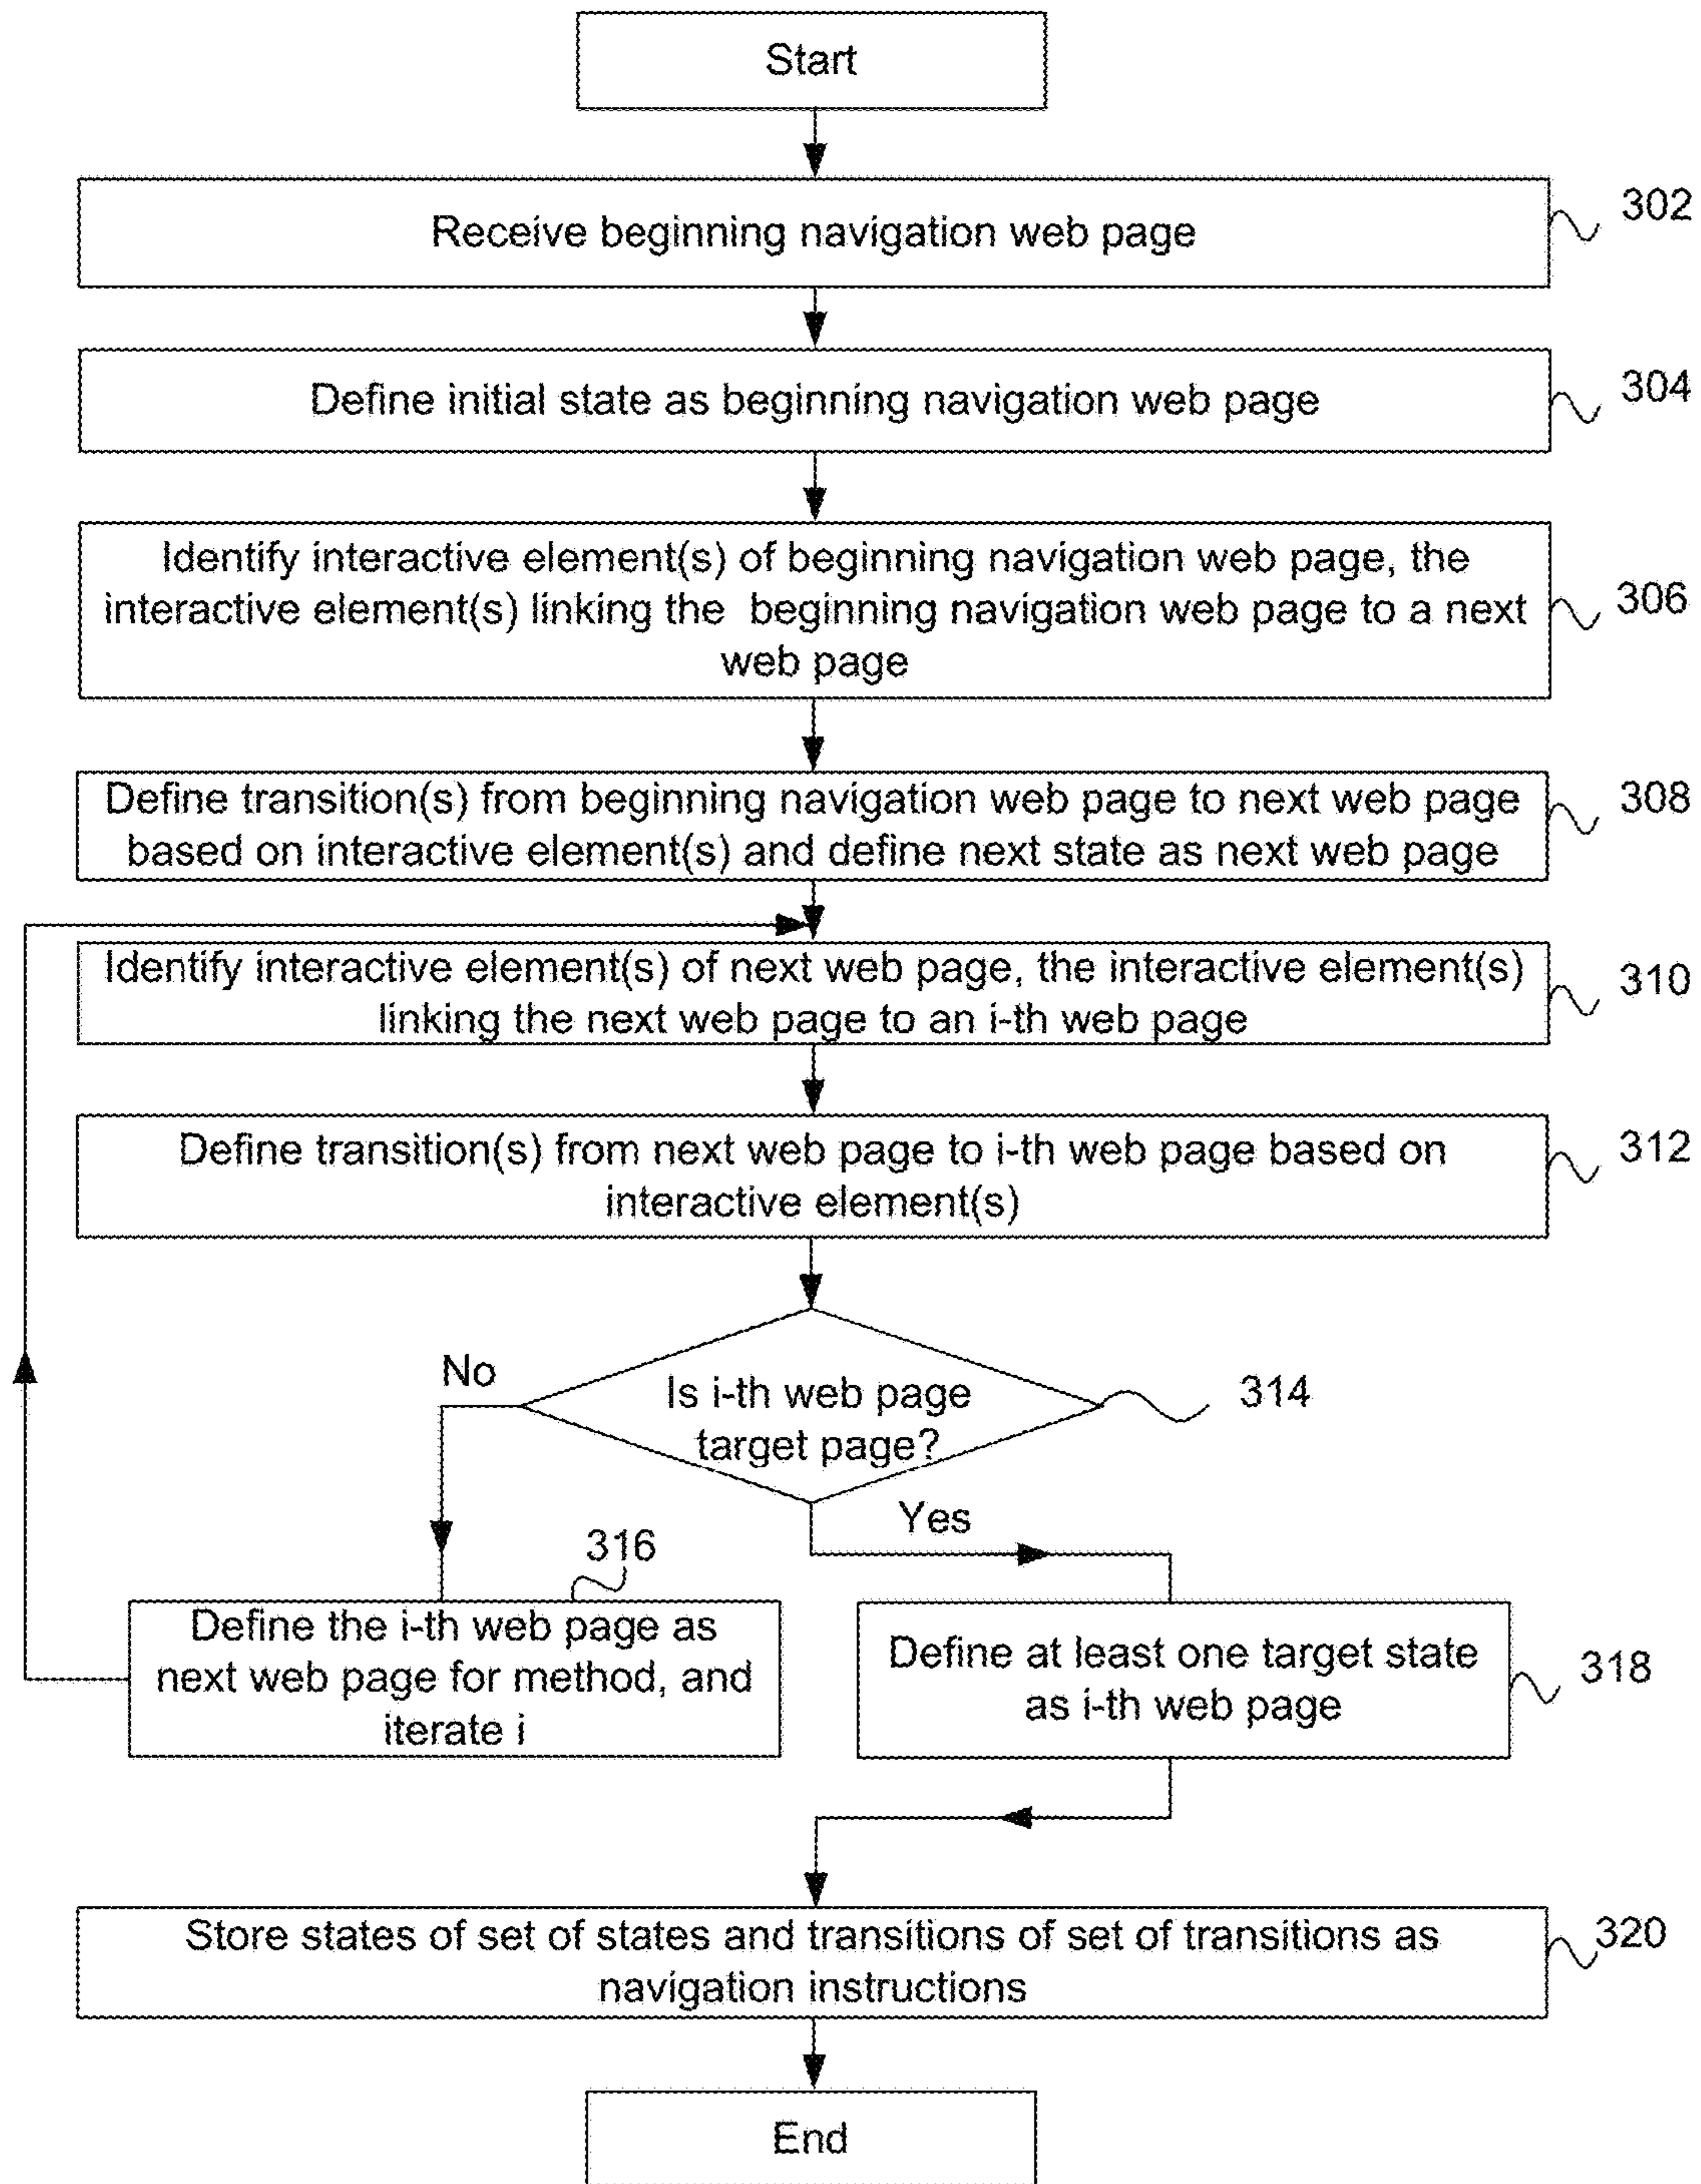 Start
Receive beginning navigation web page
302
Define initial state as beginning navigation web page
304
Identify interactive element(s) of beginning navigation web page, the
interactive element(s) linking the beginning navigation web page to a next
web page
306
Define transition(s) from beginning navigation web page to next web page
based on interactive element(s) and define next state as next web page
308
Identify interactive element(s) of next web page, the interactive element(s)
linking the next web page to an i-th web page
310
Define transition(s) from next web page to i-th web page based on
interactive element(s)
312
No
Is i-th web page
target page?
314
Yes
316
Define the i-th web page as
next web page for method, and
iterate i
Define at least one target state
as i-th web page
318
Store states of set of states and transitions of set of transitions as
navigation instructions
320
End